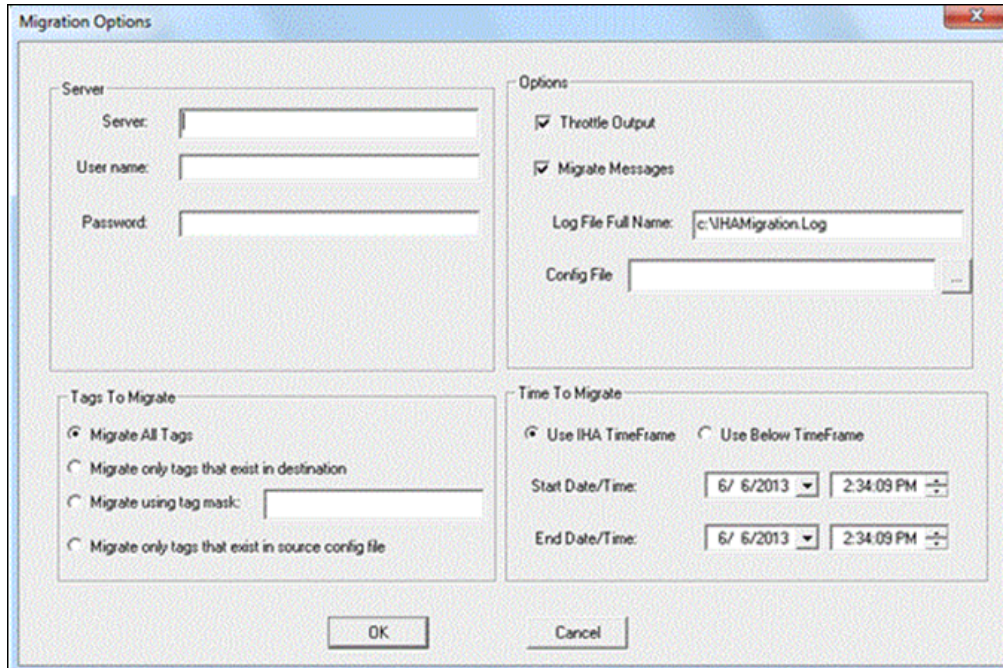 Migration Options
Server
Server:
User name:
Password:
Options
Throttle Output
Migrate Messages
Log File Full Name: c:\IHAMigration.Log
Config File ...
Tags To Migrate
Migrate All Tags
Migrate only tags that exist in destination
Migrate using tag mask:
Migrate only tags that exist in source config file
Time To Migrate
Use IHA TimeFrame Use Below TimeFrame
Start Date/Time: 6/ 6/2013 2:34:09 PM
End Date/Time: 6/ 6/2013 2:34:09 PM
OK Cancel